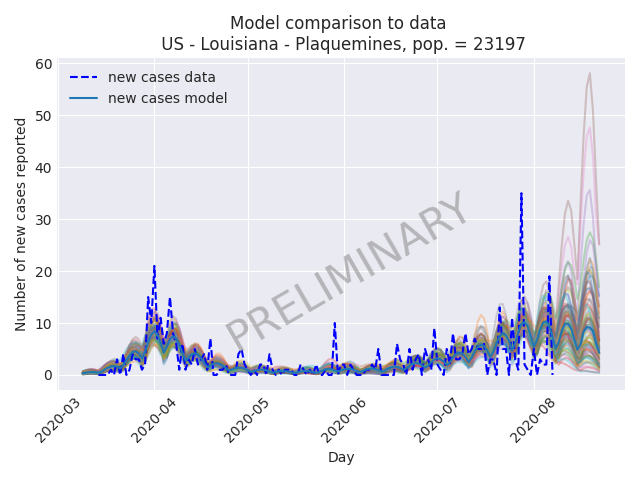 Model comparison to data
US - Louisiana - Plaquemines, pop. = 23197
Number of new cases reported
60
50
40
30
20
10
0
new cases data
new cases model
PRELIMINARY
2020-03
2020-04
2020-05
2020-06
2020-07
2020-08
Day